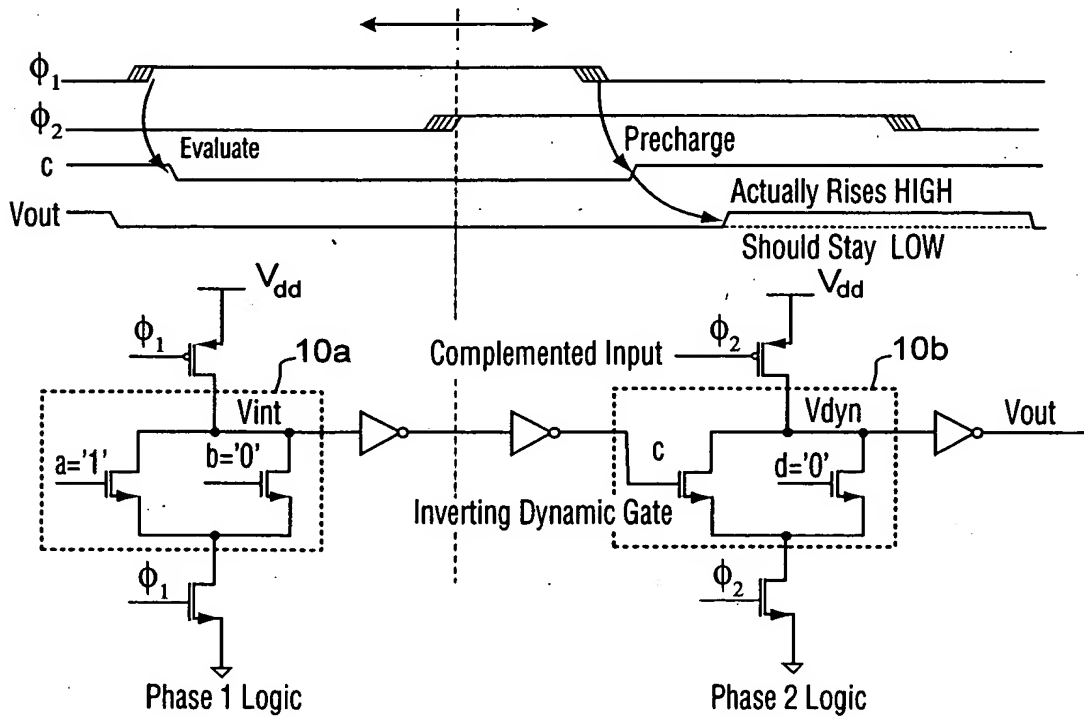 ϕ1
ϕ2
Evaluate
Precharge
c
Actually Rises HIGH
Vout
Should Stay LOW
Vdd
Vdd
ϕ1
ϕ2
10a
Complemented Input
10b
Vint
Vdyn
Vout
a='1'
b='0'
c
d='0'
Inverting Dynamic Gate
ϕ1
ϕ2
Phase 1 Logic
Phase 2 Logic